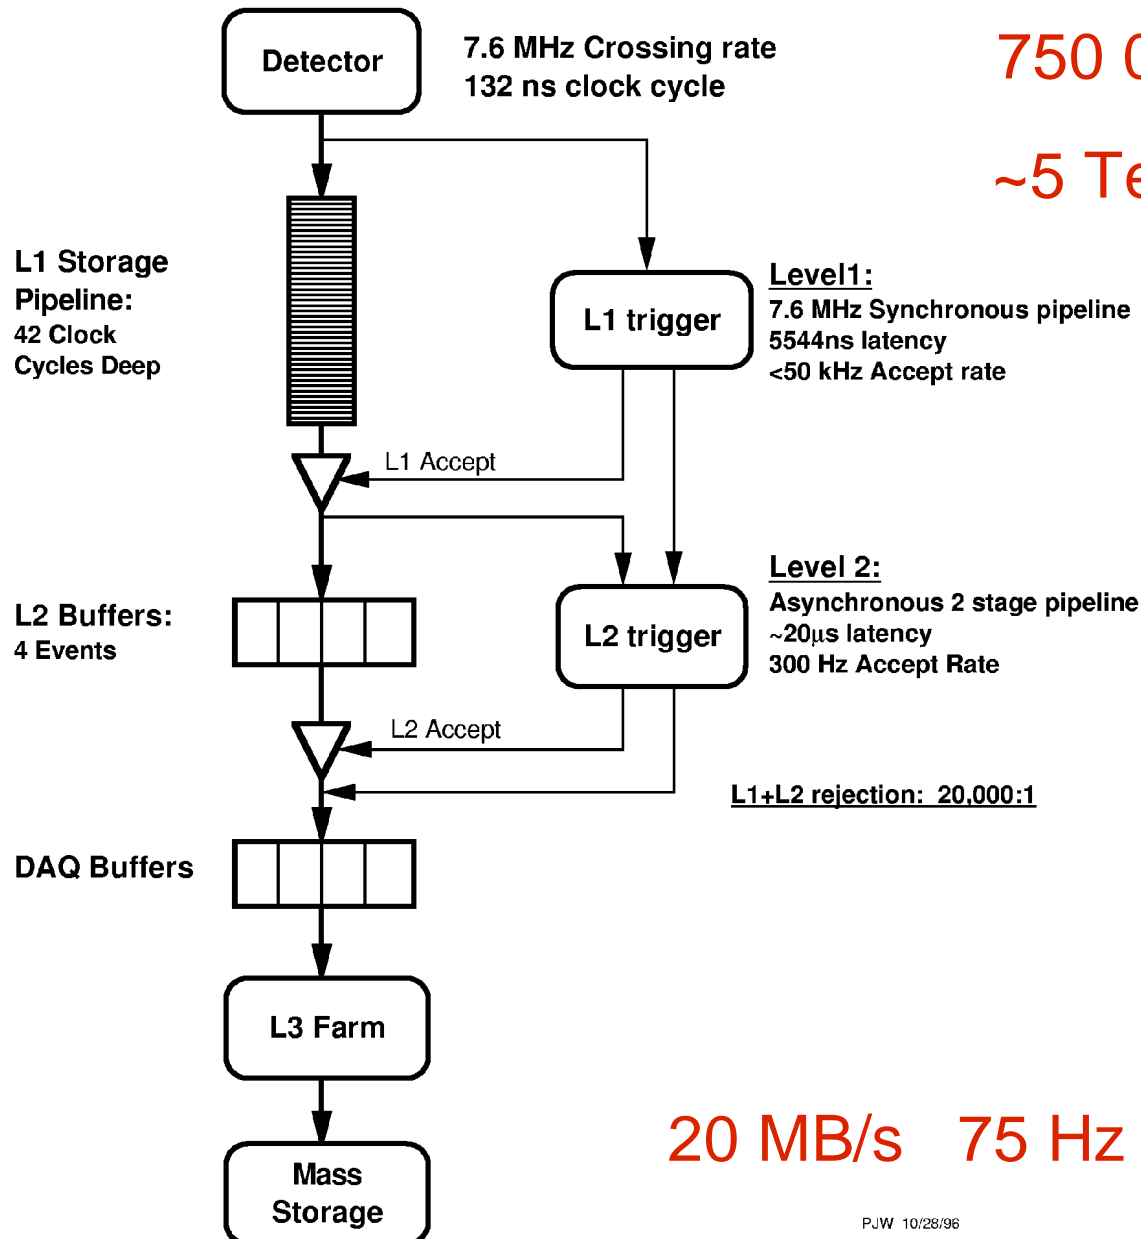 Detector
7.6 MHz Crossing rate
132 ns clock cycle
750
~5
L1 Storage
Pipeline:
42 Clock
Cycles Deep
L1 trigger
Level1:
7.6 MHz Synchronous pipeline
5544ns latency
<50 kHz Accept rate
L1 Accept
L2 Buffers:
4 Events
L2 trigger
Level 2:
Asynchronous 2 stage pipeline
~20μs latency
300 Hz Accept Rate
L2 Accept
L1+L2 rejection: 20,000:1
DAQ Buffers
L3 Farm
20 MB/s 75 Hz
Mass
Storage
PJW 10/28/96